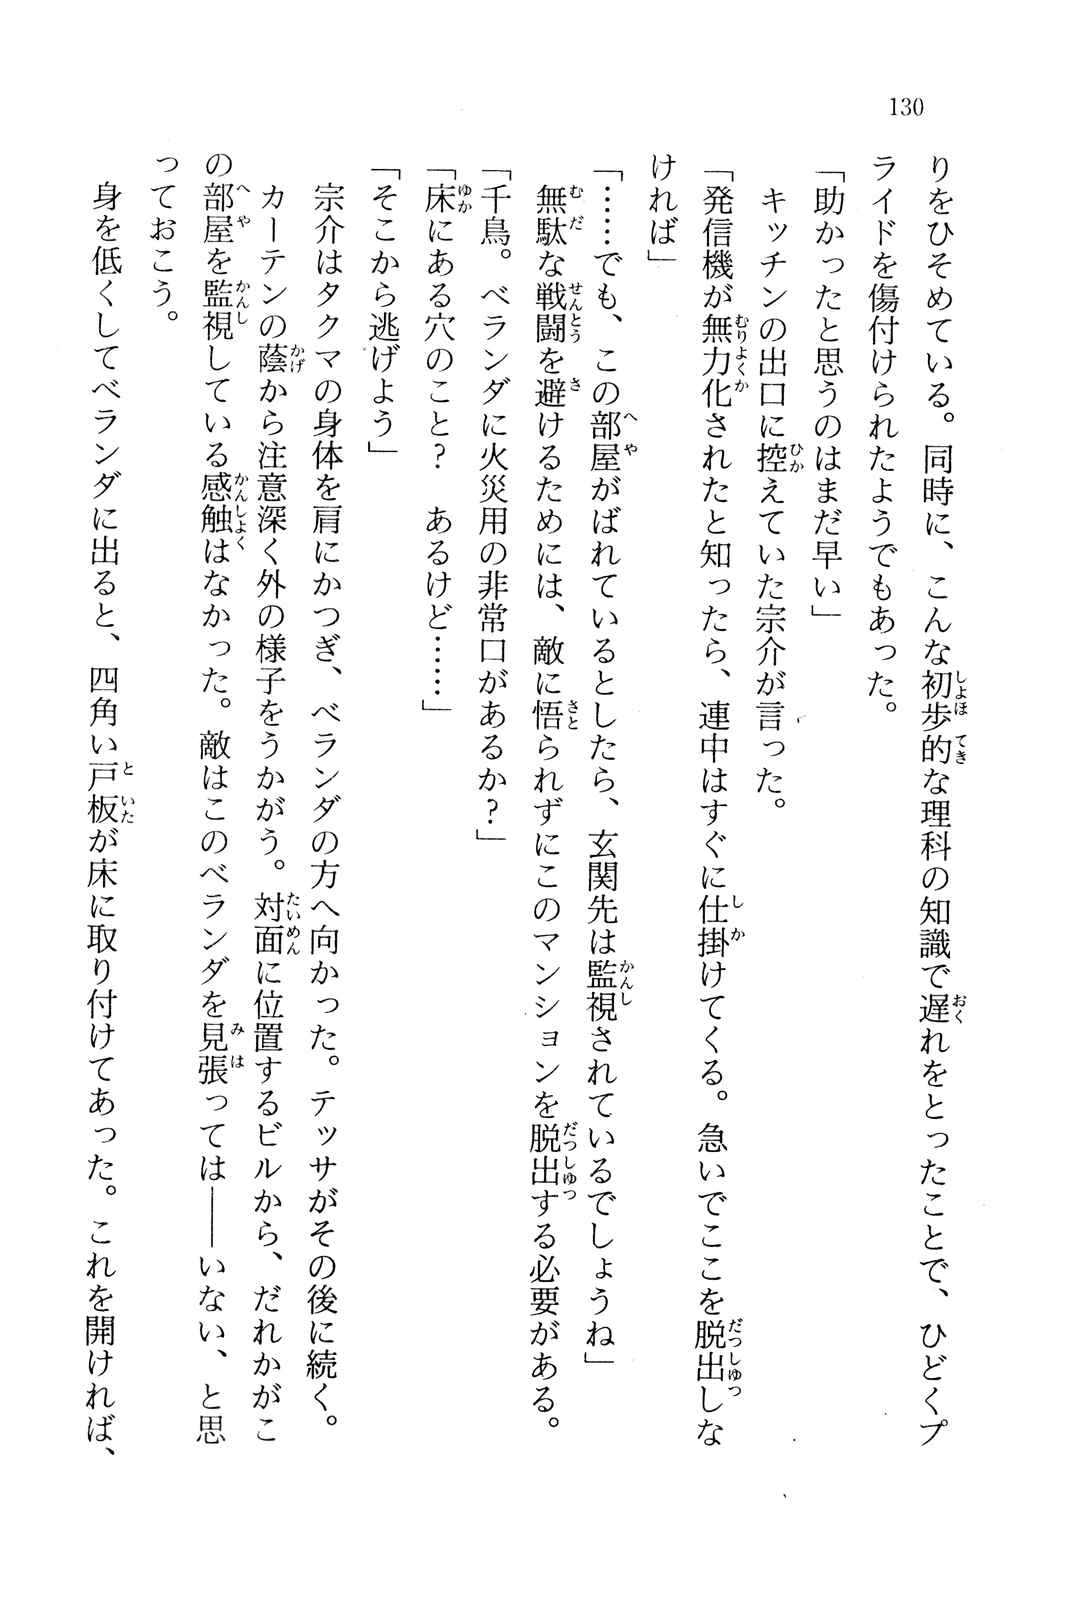 130
りをひそめている。同時に、こんな初歩的な理科の知識で遅れをとったことで、ひどくプ
ライドを傷付けられたようでもあった。
「助かったと思うのはまだ早い」
　キッチンの出口に控えていた宗介が言った。
「発信機が無力化されたと知ったら、連中はすぐに仕掛けてくる。急いでここを脱出しな
ければ」
「……でも、この部屋がばれているとしたら、玄関先は監視されているでしょうね」
　無駄な戦闘を避けるためには、敵に悟られずにこのマンションを脱出する必要がある。
「千鳥。ベランダに火災用の非常口があるか？」
「床にある穴のこと？　あるけど……」
「そこから逃げよう」
　宗介はタクマの身体を肩にかつぎ、ベランダの方へ向かった。テッサがその後に続く。
　カーテンの蔭から注意深く外の様子をうかがう。対面に位置するビルから、だれかがこ
の部屋を監視している感触はなかった。敵はこのベランダを見張っては――いない、と思
っておこう。
　身を低くしてベランダに出ると、四角い戸板が床に取り付けてあった。これを開ければ、